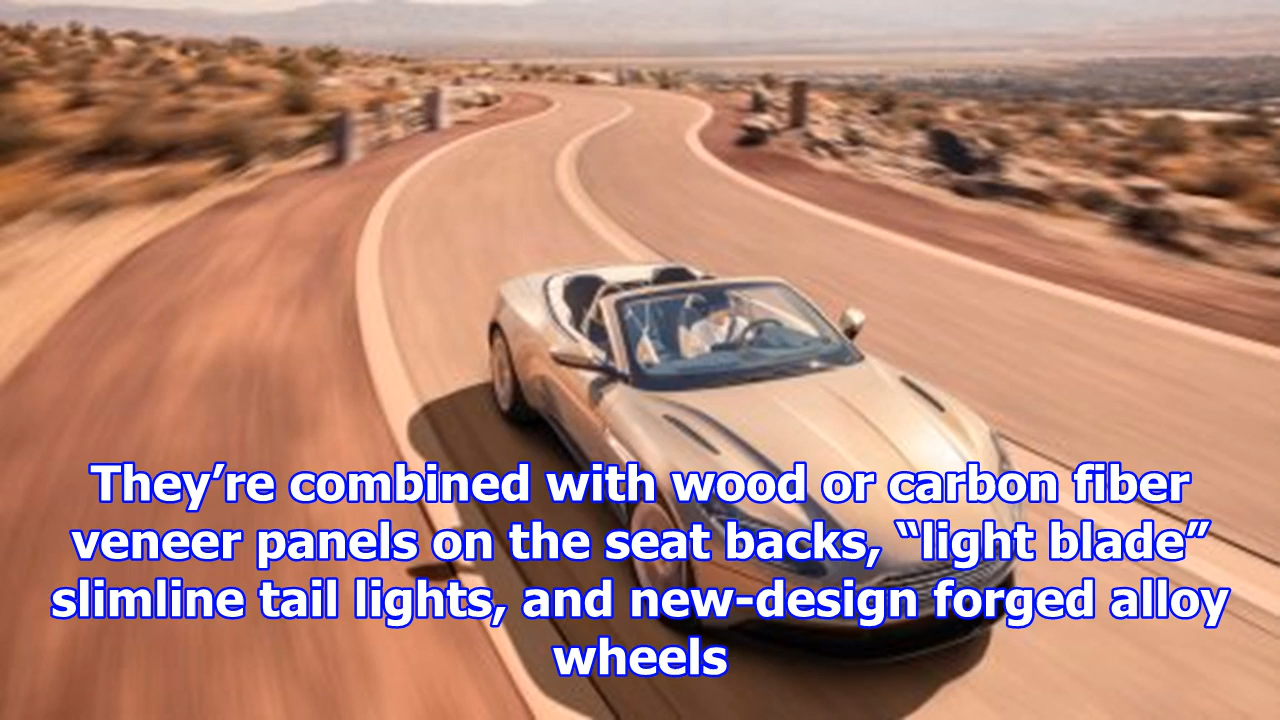 They’re combined with wood or carbon fiber
veneer panels on the seat backs, “light blade”
slimline tail lights, and new-design forged alloy
wheels